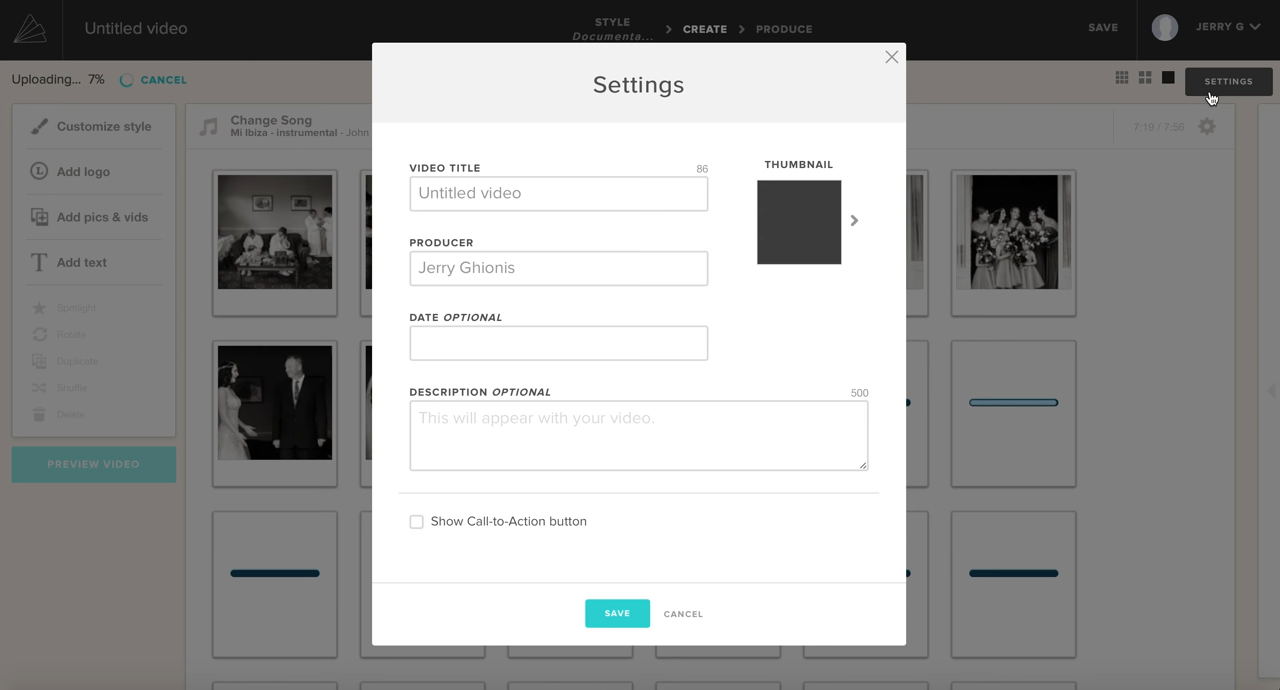 Untitled video
STYLE
Documenta...
CREATE
PRODUCE
SAVE
JERRY G
Uploading... 7%
CANCEL
SETTINGS
Customize style
Add logo
L
Add pics & vids
T
Add text
Spotlight
Rotate
Duplicate
Shuffle
Delete
PREVIEW VIDEO
Change Song
Mi Ibiza - instrumental - John
7:19 / 7:56
Settings
VIDEO TITLE
86
Untitled video
THUMBNAIL
PRODUCER
Jerry Ghionis
DATE OPTIONAL
DESCRIPTION OPTIONAL
500
This will appear with your video.
Show Call-to-Action button
SAVE
CANCEL